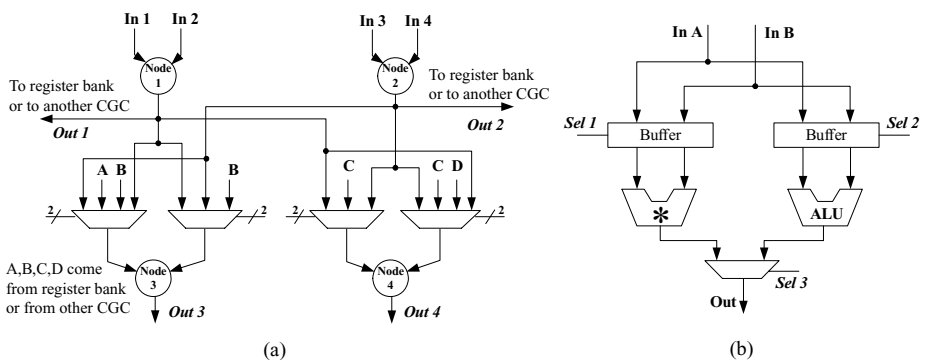 In 1 In 2
In 3 In 4
Node
1
Node
2
To register bank
or to another CGC
Out 1
To register bank
or to another CGC
Out 2
A B B
C C D
2 2 2 2
Node
3
Node
4
A,B,C,D come
from register bank
or from other CGC
Out 3
Out 4
(a)
In A In B
Sel 1 Buffer Buffer Sel 2
* ALU
Sel 3
Out
(b)